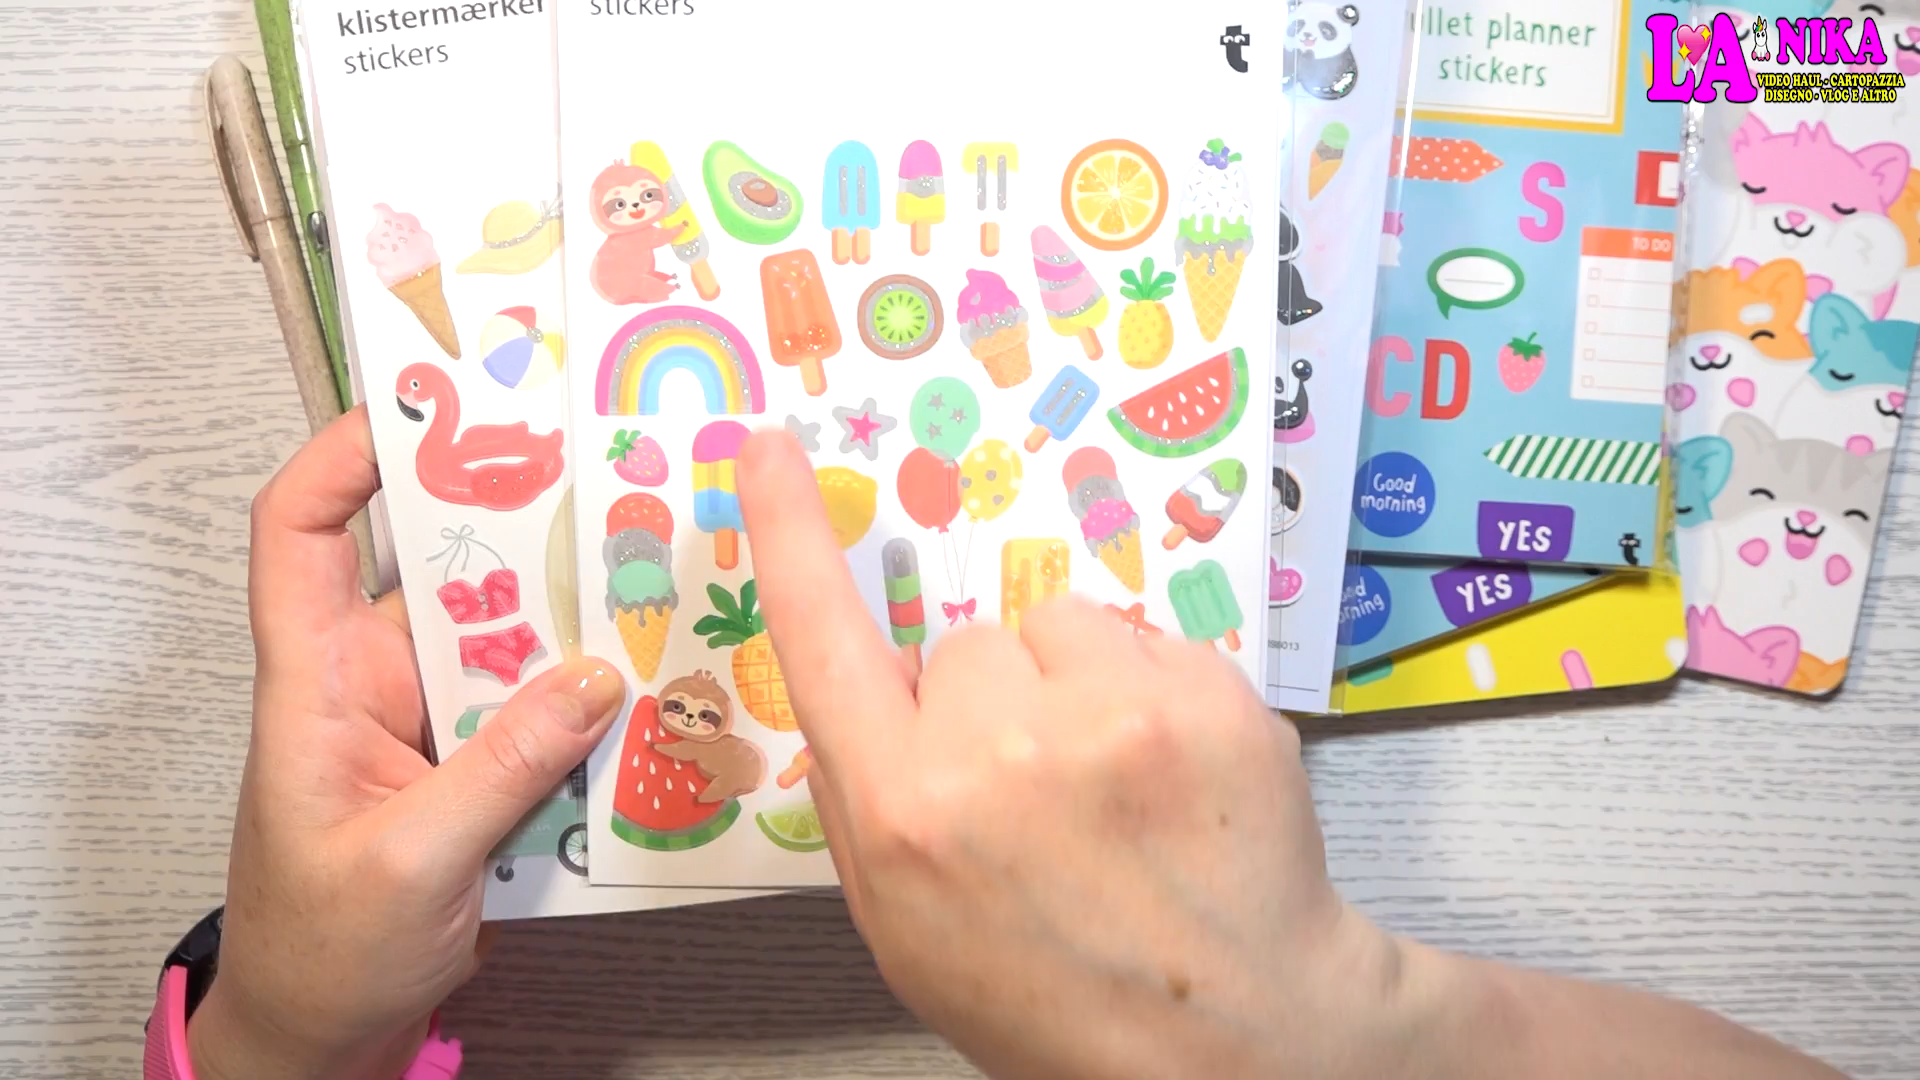 klistermærker
stickers
stickers
t
ullet planner
stickers
S
D
TO DO
CD
Good
morning
YES
t
YES
LA NIKA
VIDEO HAUL - CARTOPAZZIA
DISEGNO - VLOG E ALTRO